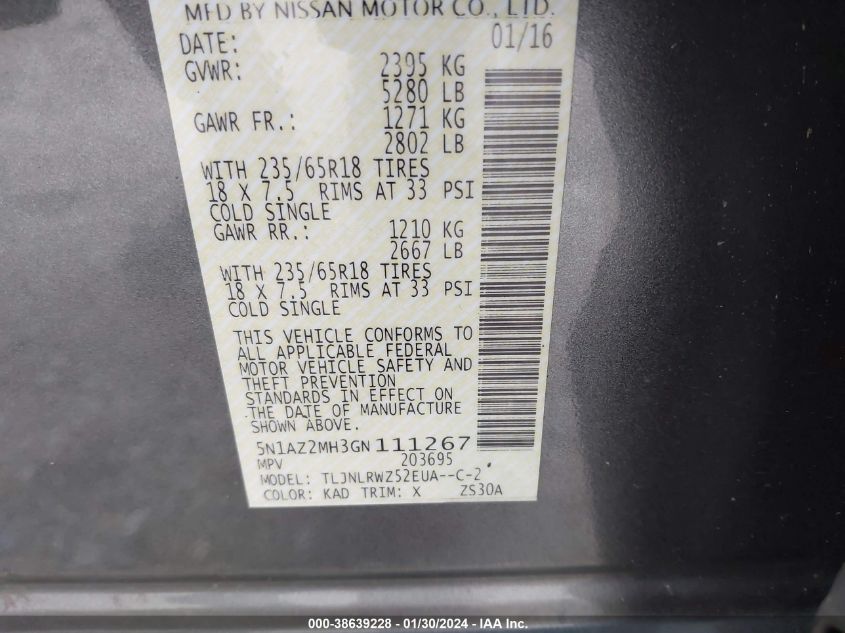 MFD BY NISSAN MOTOR CO., LTD.
DATE: 01/16
GVWR: 2395 KG
5280 LB
GAWR FR.: 1271 KG
2802 LB
WITH 235/65R18 TIRES
18 X 7.5 RIMS AT 33 PSI
COLD SINGLE
GAWR RR.: 1210 KG
2667 LB
WITH 235/65R18 TIRES
18 X 7.5 RIMS AT 33 PSI
COLD SINGLE
THIS VEHICLE CONFORMS TO
ALL APPLICABLE FEDERAL
MOTOR VEHICLE SAFETY AND
THEFT PREVENTION
STANDARDS IN EFFECT ON
THE DATE OF MANUFACTURE
SHOWN ABOVE.
5N1AZ2MH3GN111267
MPV 203695
MODEL: TLJNLRWZ52EUA--C-2
COLOR: KAD TRIM: X ZS30A
000-38639228 - 01/30/2024 - IAA Inc.